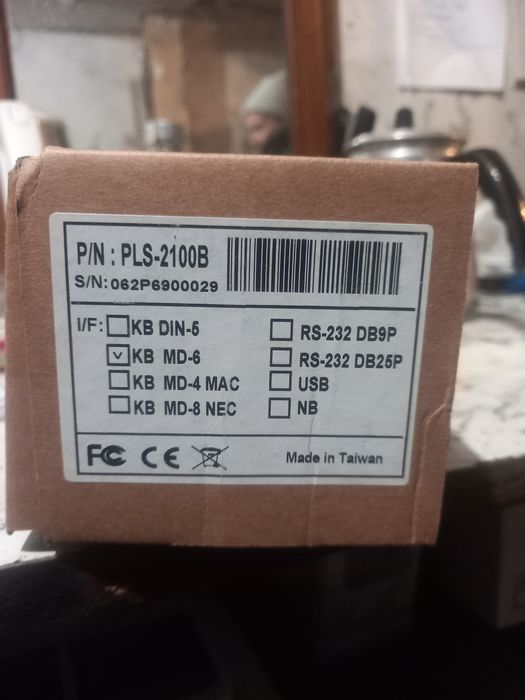 P/N : PLS-2100B
S/N: 062P6900029
I/F: KB DIN-5
KB MD-6
KB MD-4 MAC
KB MD-8 NEC
RS-232 DB9P
RS-232 DB25P
USB
NB
FC CE
Made in Taiwan